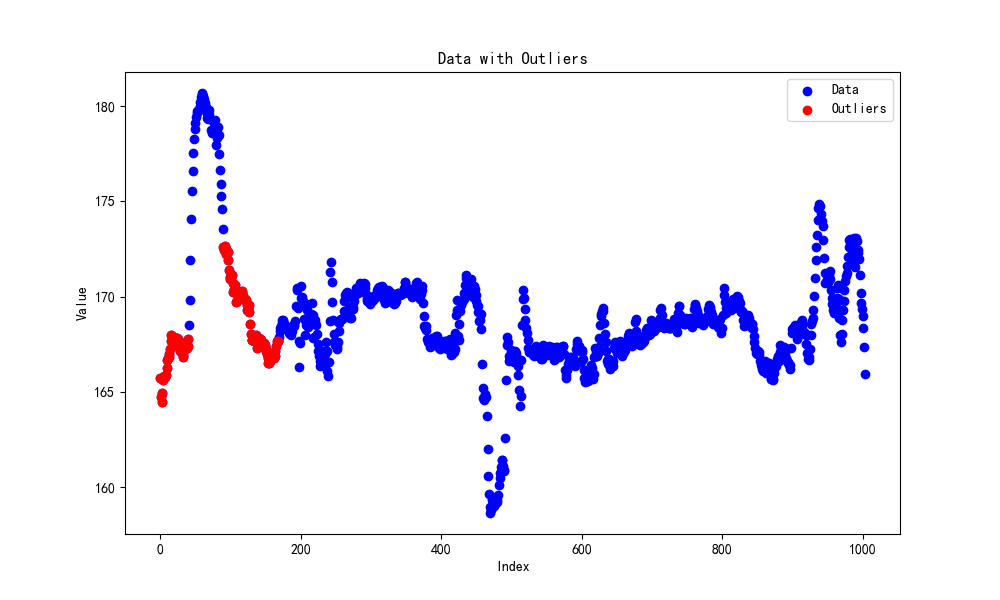 Data with Outliers
Data
Outliers
180
175
170
165
160
Value
0 200 400 600 800 1000
Index